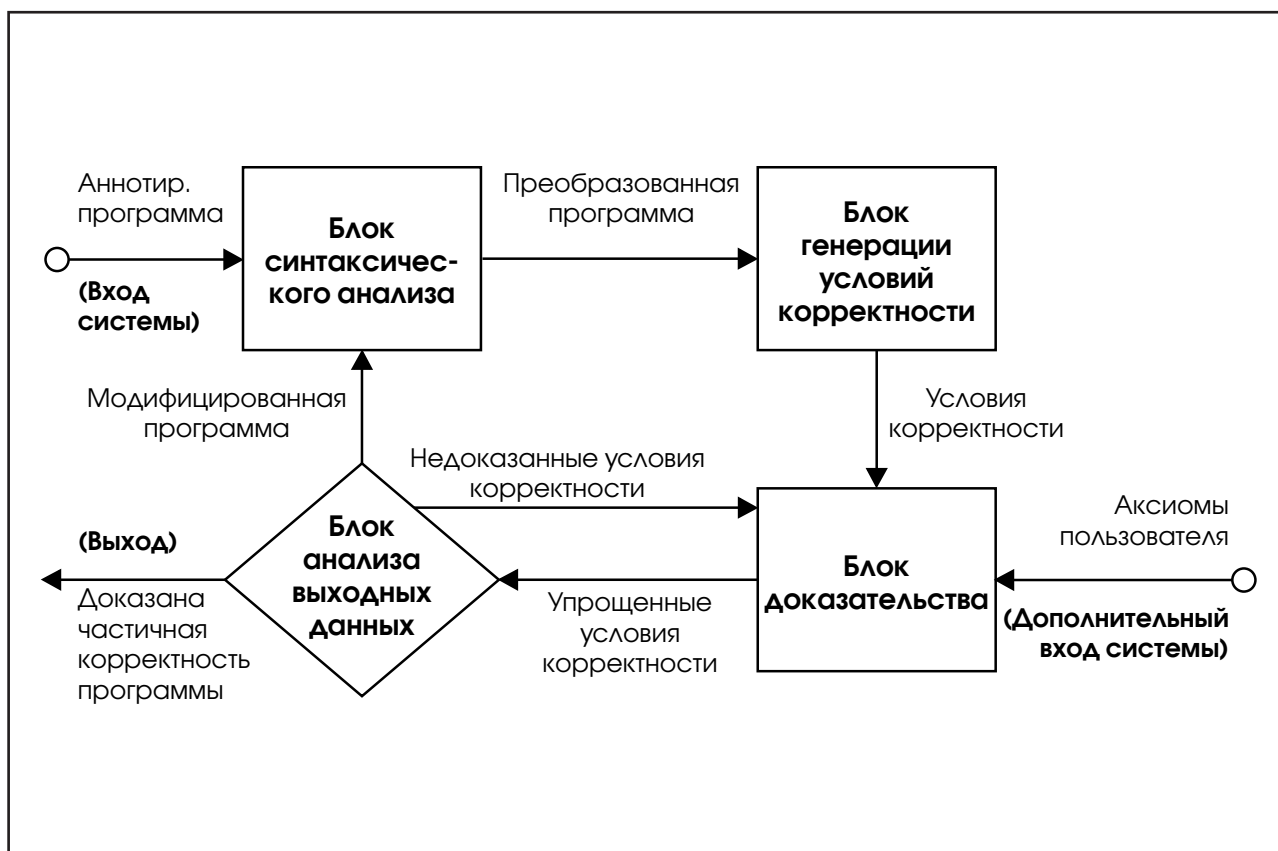 Аннотир.
программа
(Вход
системы)
Блок
синтаксичес-
кого анализа
Преобразованная
программа
Блок
генерации
условий
корректности
Модифицированная
программа
Условия
корректности
Недоказанные условия
корректности
(Выход)
Доказана
частичная
корректность
программы
Блок
анализа
выходных
данных
Упрощенные
условия
корректности
Блок
доказательства
Аксиомы
пользователя
(Дополнительный
вход системы)